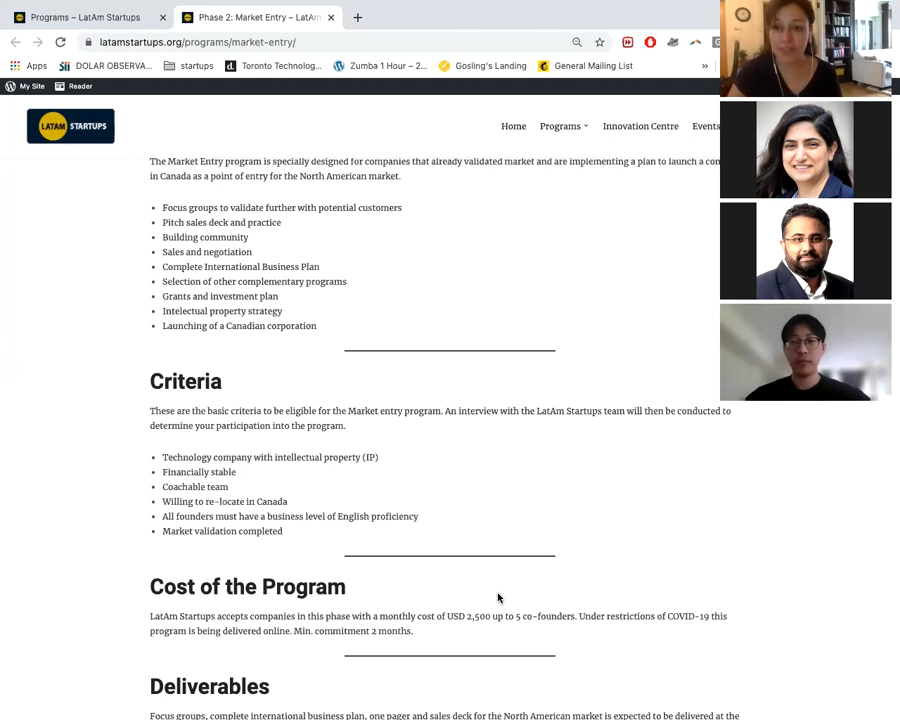 Programs – LatAm Startups
Phase 2: Market Entry – LatAm
latamstartups.org/programs/market-entry/
Apps
DOLAR OBSERVA...
startups
Toronto Technolog...
Zumba 1 Hour – 2...
Gosling's Landing
General Mailing List
»
My Site
Reader
LATAM STARTUPS
Home
Programs
Innovation Centre
Events
The Market Entry program is specially designed for companies that already validated market and are implementing a plan to launch a
in Canada as a point of entry for the North American market.
• Focus groups to validate further with potential customers
• Pitch sales deck and practice
• Building community
• Sales and negotiation
• Complete International Business Plan
• Selection of other complementary programs
• Grants and investment plan
• Intelectual property strategy
• Launching of a Canadian corporation
Criteria
These are the basic criteria to be eligible for the Market entry program. An interview with the LatAm Startups team will then be conducted to
determine your participation into the program.
• Technology company with intellectual property (IP)
• Financially stable
• Coachable team
• Willing to re-locate in Canada
• All founders must have a business level of English proficiency
• Market validation completed
Cost of the Program
LatAm Startups accepts companies in this phase with a monthly cost of USD 2,500 up to 5 co-founders. Under restrictions of COVID-19 this
program is being delivered online. Min. commitment 2 months.
Deliverables
Focus groups, complete international business plan, one pager and sales deck for the North American market is expected to be delivered at the